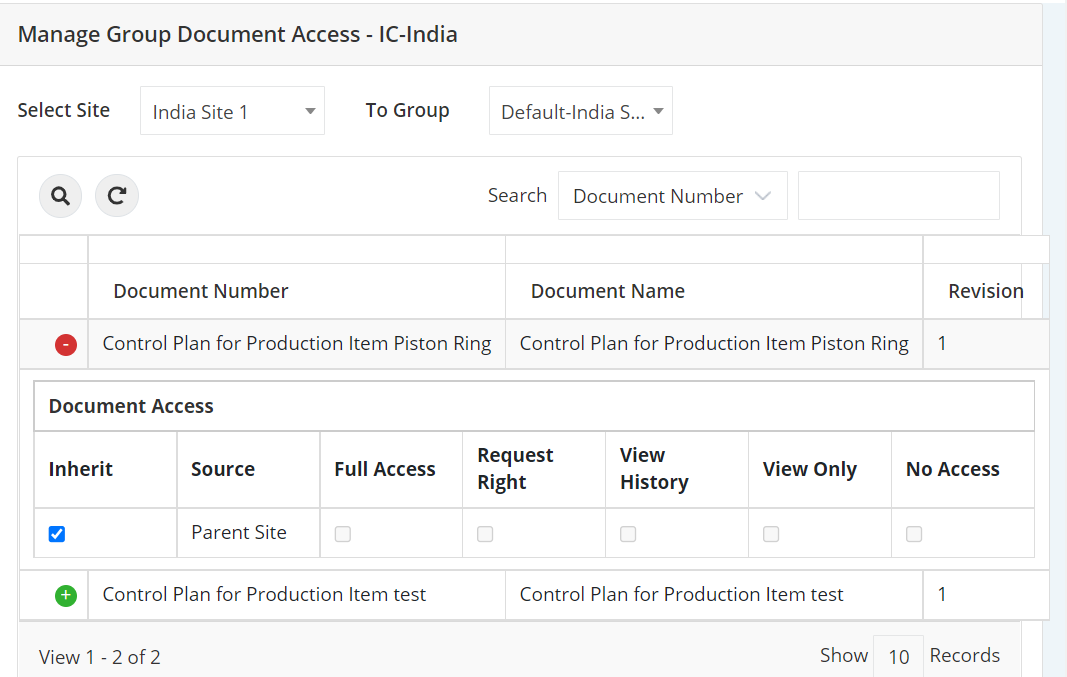 Manage Group Document Access - IC-India
Select Site India Site 1 To Group Default-India S...
Search Document Number
Document Number Document Name Revision
- Control Plan for Production Item Piston Ring Control Plan for Production Item Piston Ring 1
Document Access
Inherit Source Full Access Request Right View History View Only No Access
Parent Site
+ Control Plan for Production Item test Control Plan for Production Item test 1
View 1 - 2 of 2 Show 10 Records